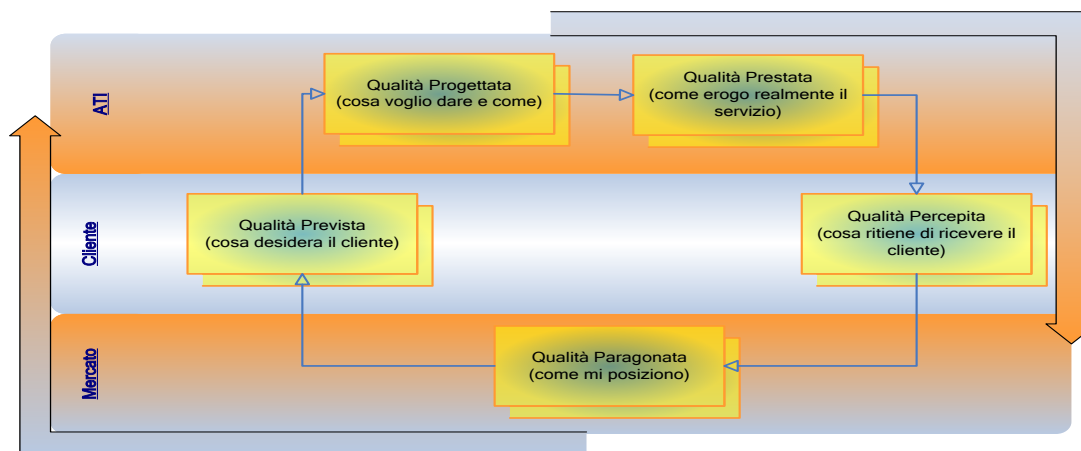 ATI
Qualità Progettata
(cosa voglio dare e come)
Qualità Prestata
(come erogo realmente il
servizio)
Cliente
Qualità Prevista
(cosa desidera il cliente)
Qualità Percepita
(cosa ritiene di ricevere il
cliente)
Mercato
Qualità Paragonata
(come mi posiziono)